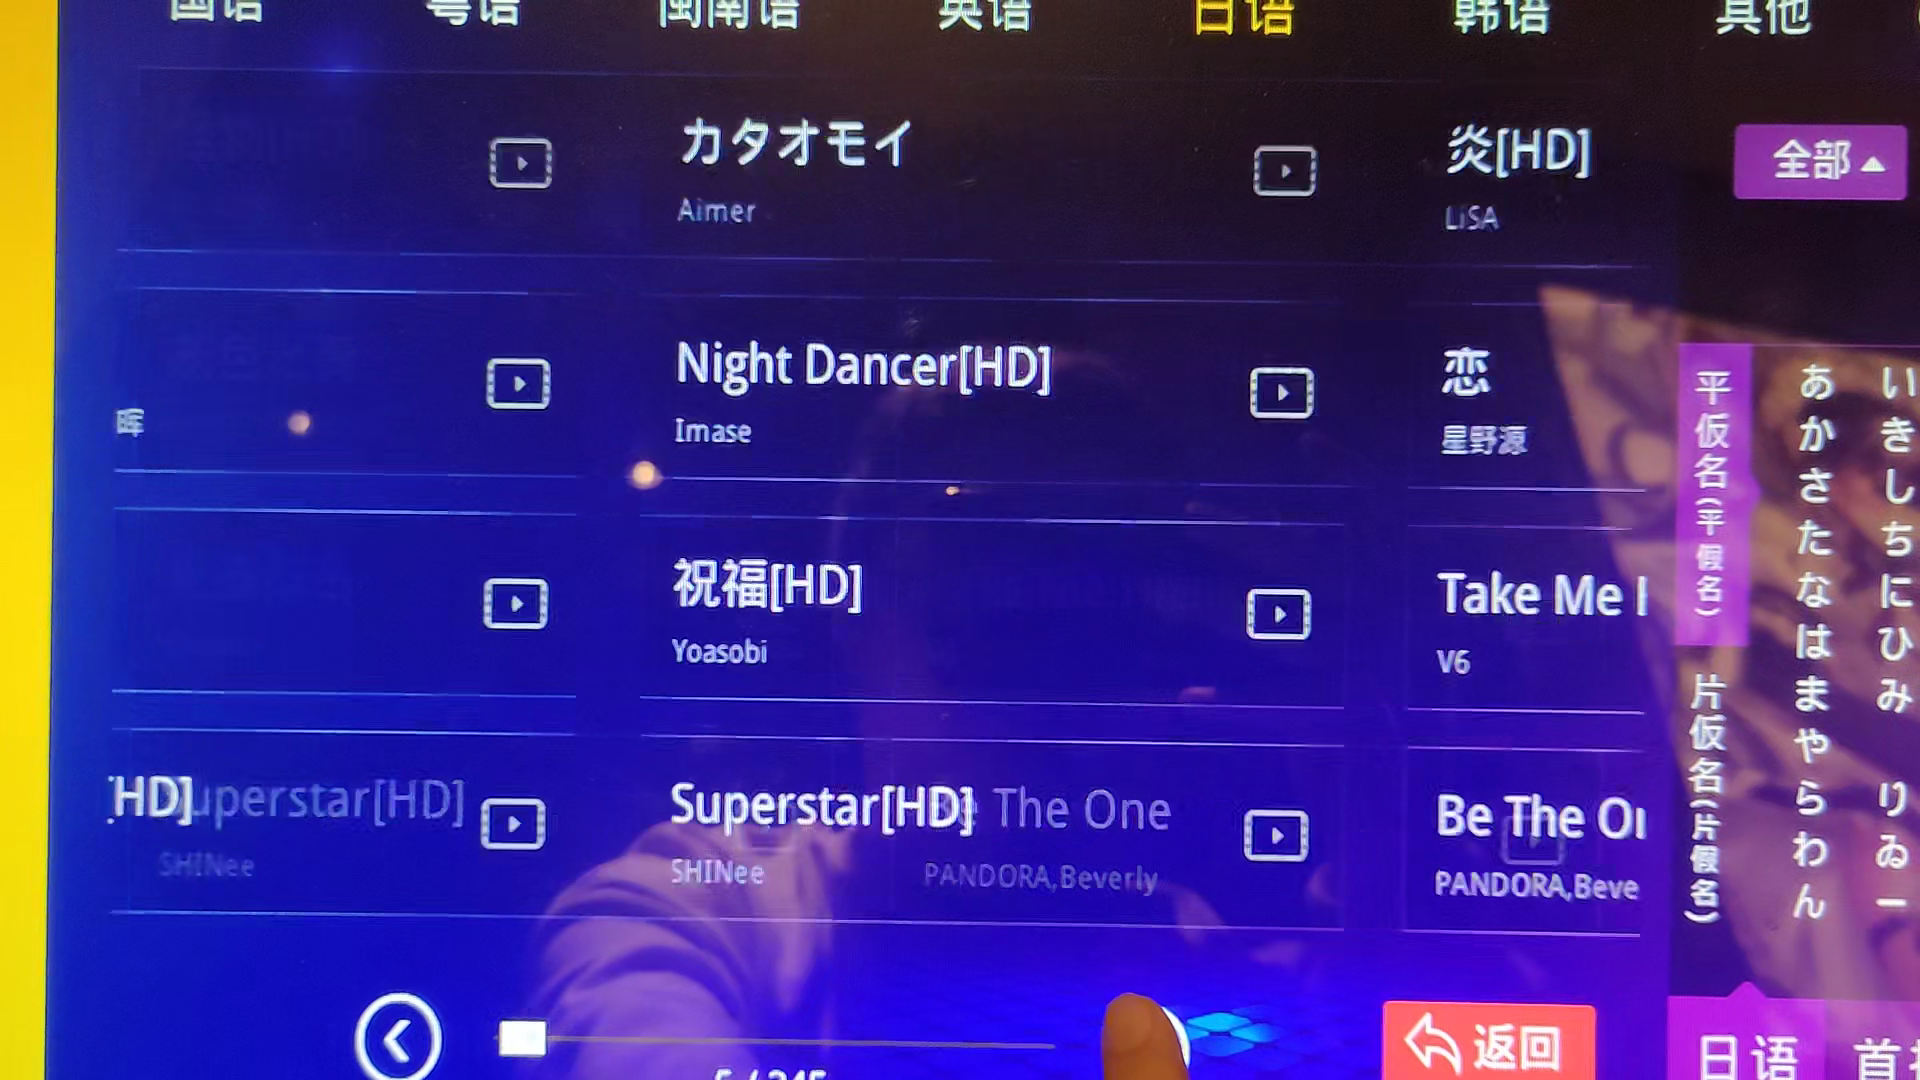 国语 粤语 闽南语 英语 日语 韩语 其他
カタオモイ
Aimer
炎[HD]
LiSA
全部
Night Dancer[HD]
Imase
恋
星野源
晖
祝福[HD]
Yoasobi
Take Me
V6
HD]
Superstar[HD]
SHINee
Superstar[HD]
SHINee
The One
PANDORA,Beverly
Be The
PANDORA,Beve
平仮名(平假名)
片仮名(片假名)
あかさたなはまやらわん
いきしちにひみ りゐー
返回
日语
首